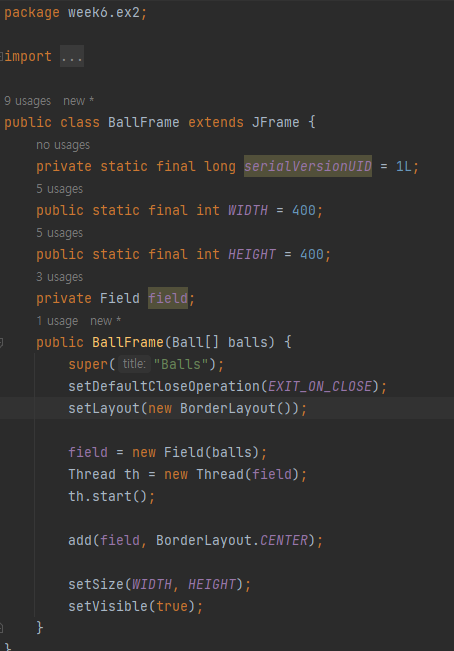 package week6.ex2;
import ...
9 usages new *
public class BallFrame extends JFrame {
no usages
private static final long serialVersionUID = 1L;
5 usages
public static final int WIDTH = 400;
5 usages
public static final int HEIGHT = 400;
3 usages
private Field field;
1 usage new *
public BallFrame(Ball[] balls) {
super( title: "Balls");
setDefaultCloseOperation(EXIT_ON_CLOSE);
setLayout(new BorderLayout());
field = new Field(balls);
Thread th = new Thread(field);
th.start();
add(field, BorderLayout.CENTER);
setSize(WIDTH, HEIGHT);
setVisible(true);
}
}